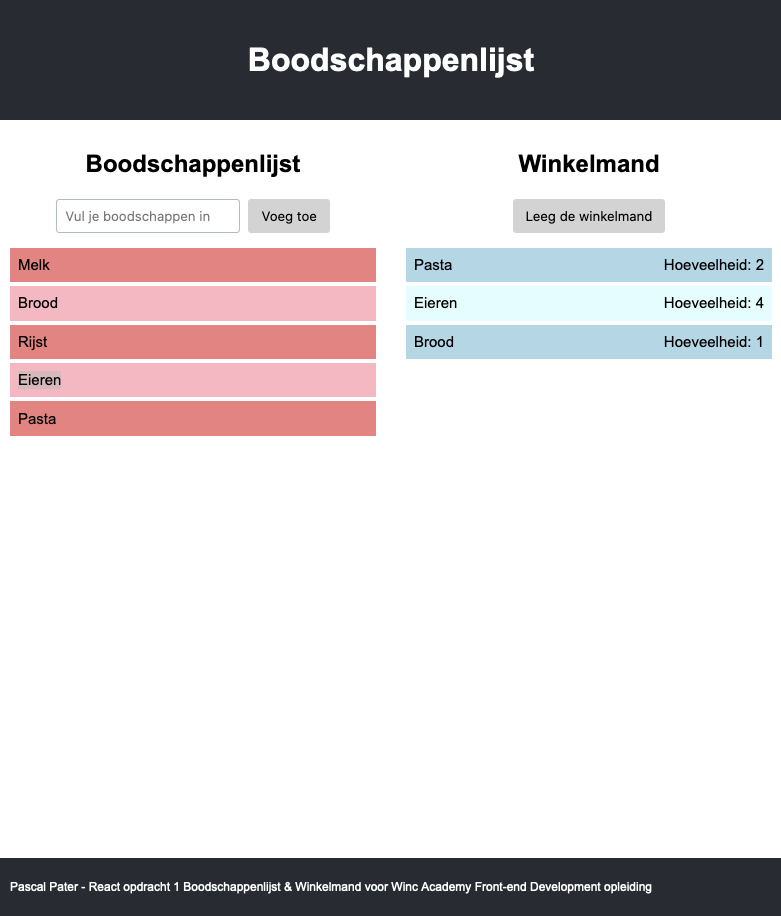 Boodschappenlijst
Boodschappenlijst
Vul je boodschappen in
Voeg toe
Melk
Brood
Rijst
Eieren
Pasta
Winkelmand
Leeg de winkelmand
Pasta Hoeveelheid: 2
Eieren Hoeveelheid: 4
Brood Hoeveelheid: 1
Pascal Pater - React opdracht 1 Boodschappenlijst & Winkelmand voor Winc Academy Front-end Development opleiding